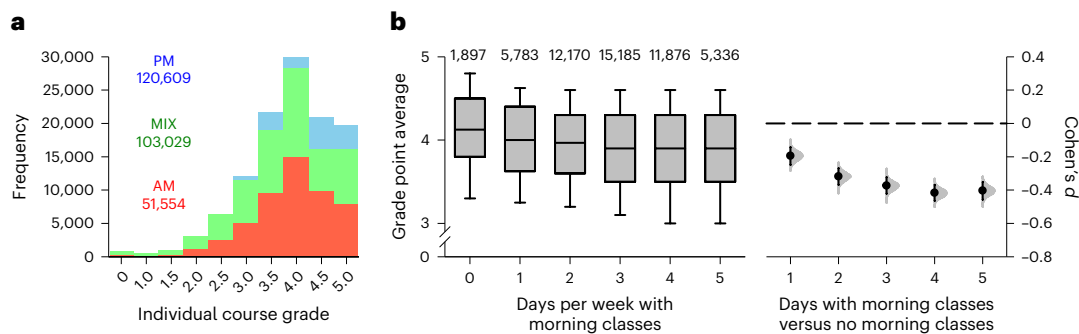 a
Frequency
30,000
25,000
20,000
15,000
10,000
5,000
0
PM
120,609
MIX
103,029
AM
51,554
0 1.0 1.5 2.0 2.5 3.0 3.5 4.0 4.5 5.0
Individual course grade
b
Grade point average
5
4
3
0
1,897 5,783 12,170 15,185 11,876 5,336
0 1 2 3 4 5
Days per week with
morning classes
0.4
0.2
0
–0.2
–0.4
–0.6
–0.8
Cohen's d
1 2 3 4 5
Days with morning classes
versus no morning classes